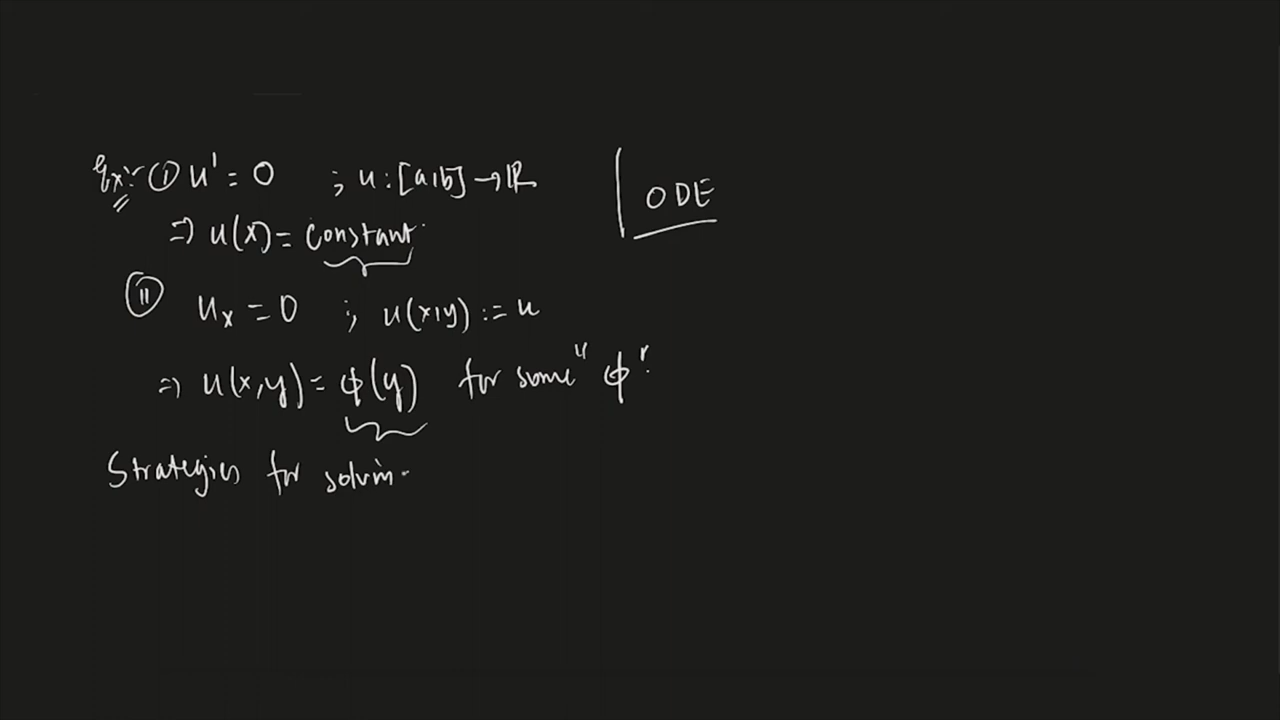 Ex:- (i) u' = 0 ; u : [a,b] → ℝ
ODE
⇒ u(x) = constant.
(ii) u_x = 0 ; u(x,y) := u
⇒ u(x,y) = φ(y) for some "φ".
Strategies for solvin